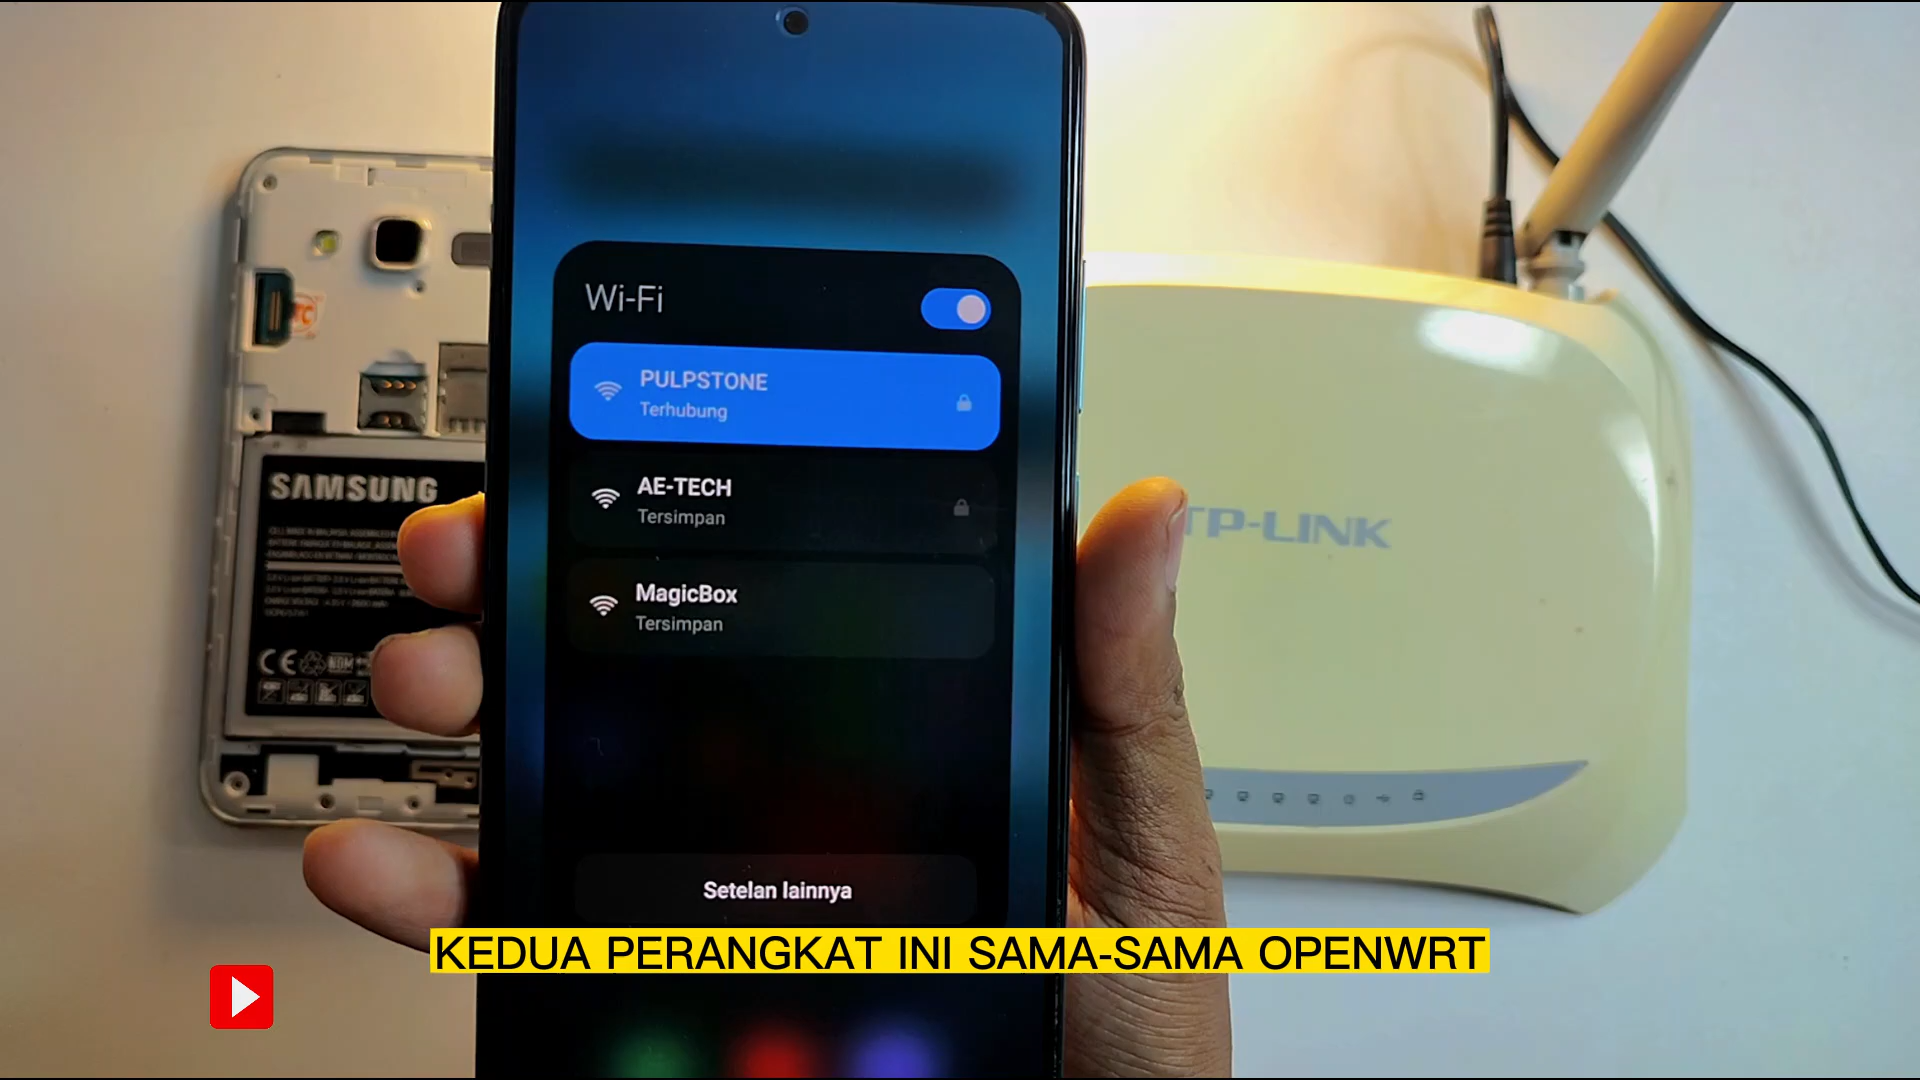 Wi-Fi
PULPSTONE
Terhubung
AE-TECH
Tersimpan
MagicBox
Tersimpan
Setelan lainnya
SAMSUNG
TP-LINK
KEDUA PERANGKAT INI SAMA-SAMA OPENWRT